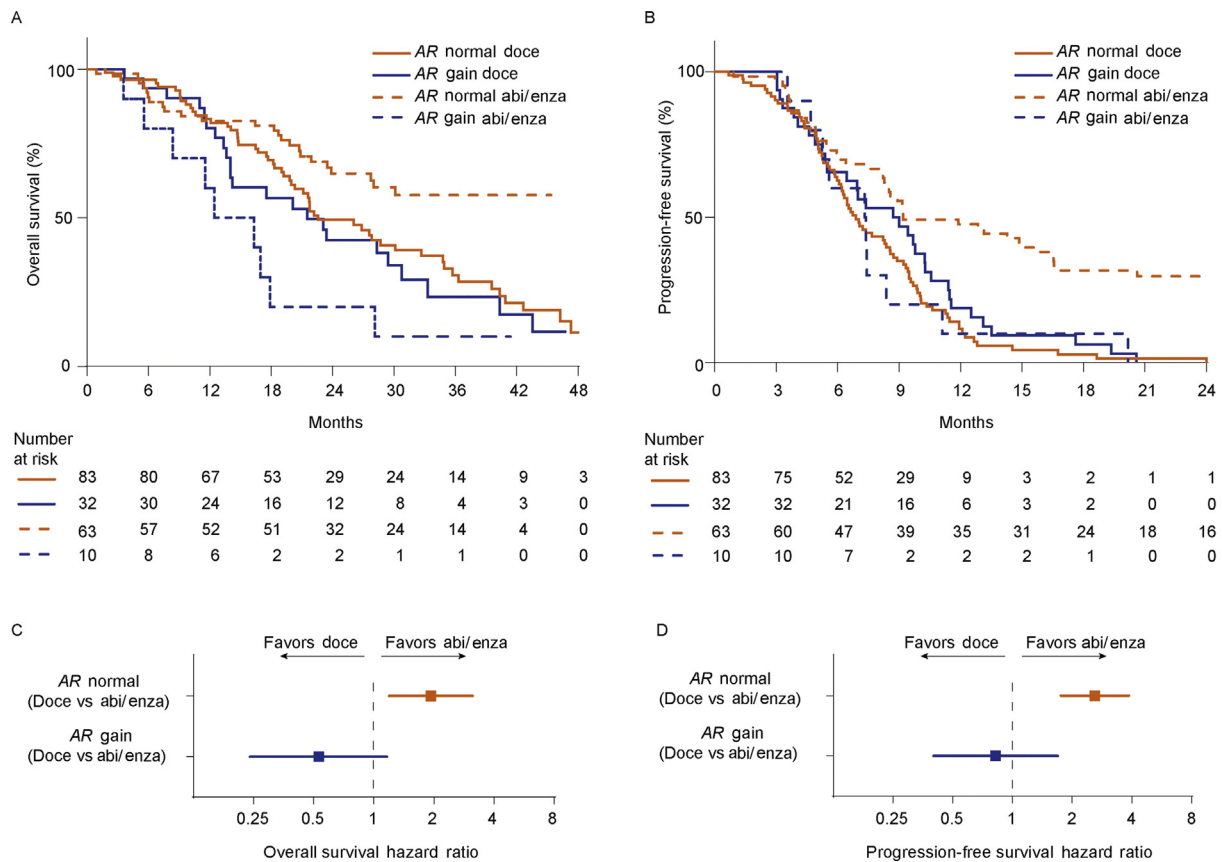 A
AR normal doce
AR gain doce
AR normal abi/enza
AR gain abi/enza
Overall survival (%)
100
50
0
0 6 12 18 24 30 36 42 48
Months
Number
at risk
83 80 67 53 29 24 14 9 3
32 30 24 16 12 8 4 3 0
63 57 52 51 32 24 14 4 0
10 8 6 2 2 1 1 0 0
B
AR normal doce
AR gain doce
AR normal abi/enza
AR gain abi/enza
Progression-free survival (%)
100
50
0
0 3 6 9 12 15 18 21 24
Months
Number
at risk
83 75 52 29 9 3 2 1 1
32 32 21 16 6 3 2 0 0
63 60 47 39 35 31 24 18 16
10 10 7 2 2 2 1 0 0
C
Favors doce Favors abi/enza
AR normal
(Doce vs abi/enza)
AR gain
(Doce vs abi/enza)
0.25 0.5 1 2 4 8
Overall survival hazard ratio
D
Favors doce Favors abi/enza
AR normal
(Doce vs abi/enza)
AR gain
(Doce vs abi/enza)
0.25 0.5 1 2 4 8
Progression-free survival hazard ratio